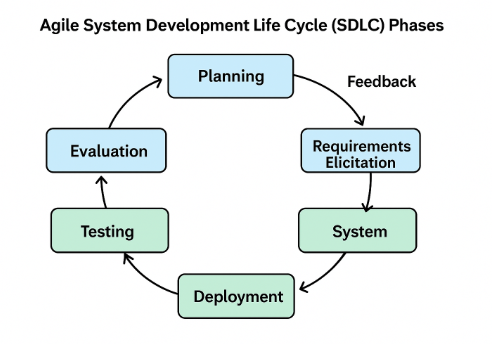 Agile System Development Life Cycle (SDLC) Phases
Planning
Feedback
Requirements
Elicitation
System
Deployment
Testing
Evaluation